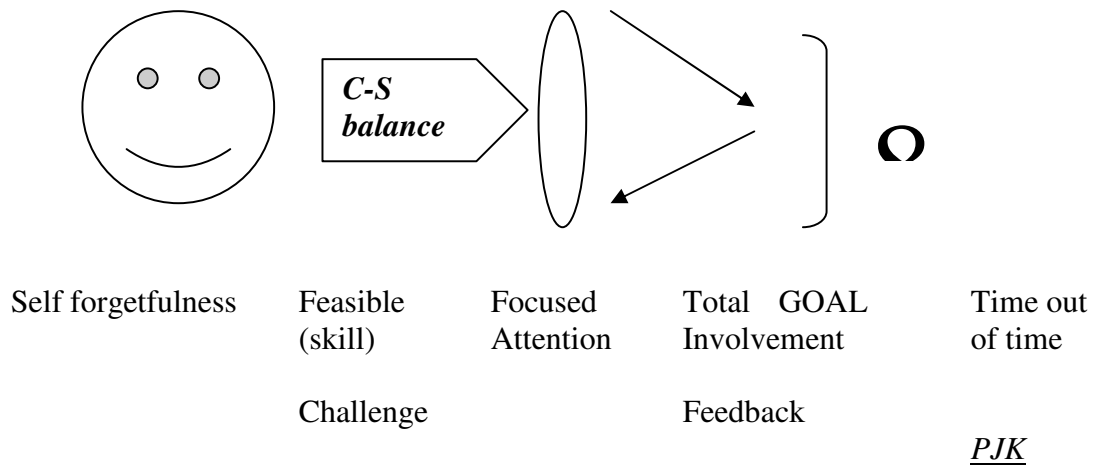 C-S
balance
Ω
Self forgetfulness Feasible Focused Total GOAL Time out
(skill) Attention Involvement of time
Challenge Feedback
PJK